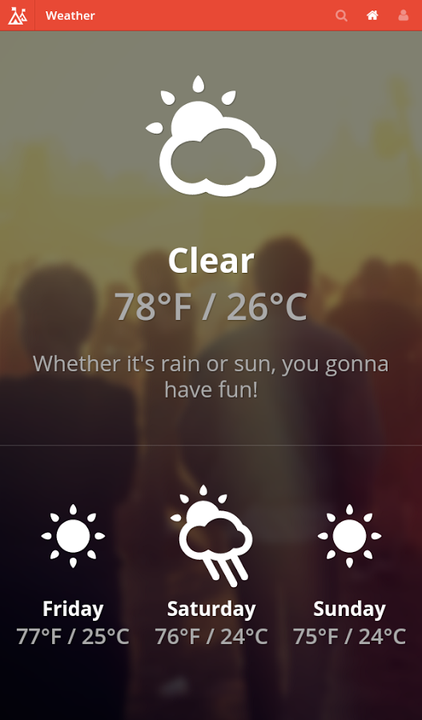 Weather
Clear
78°F / 26°C
Whether it's rain or sun, you gonna
have fun!
Friday
Saturday
Sunday
77°F / 25°C
76°F / 24°C
75°F / 24°C